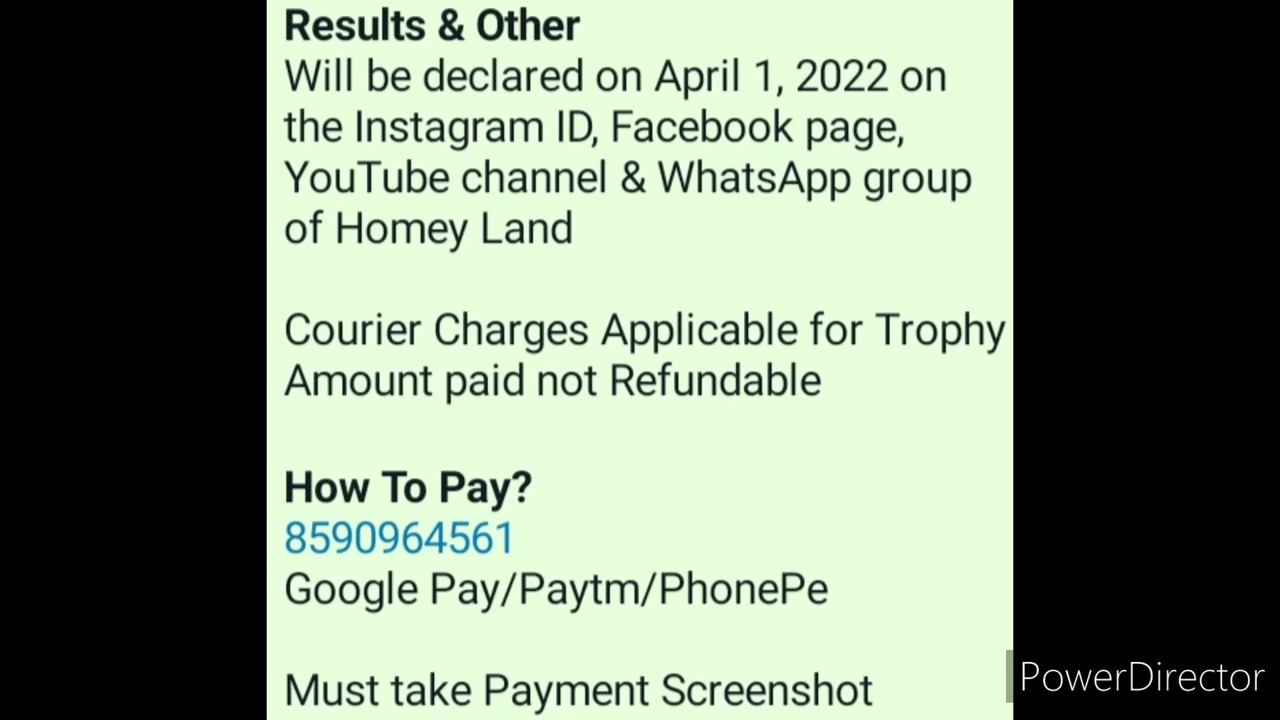 Results & Other
Will be declared on April 1, 2022 on
the Instagram ID, Facebook page,
YouTube channel & WhatsApp group
of Homey Land
Courier Charges Applicable for Trophy
Amount paid not Refundable
How To Pay?
8590964561
Google Pay/Paytm/PhonePe
Must take Payment Screenshot
PowerDirector